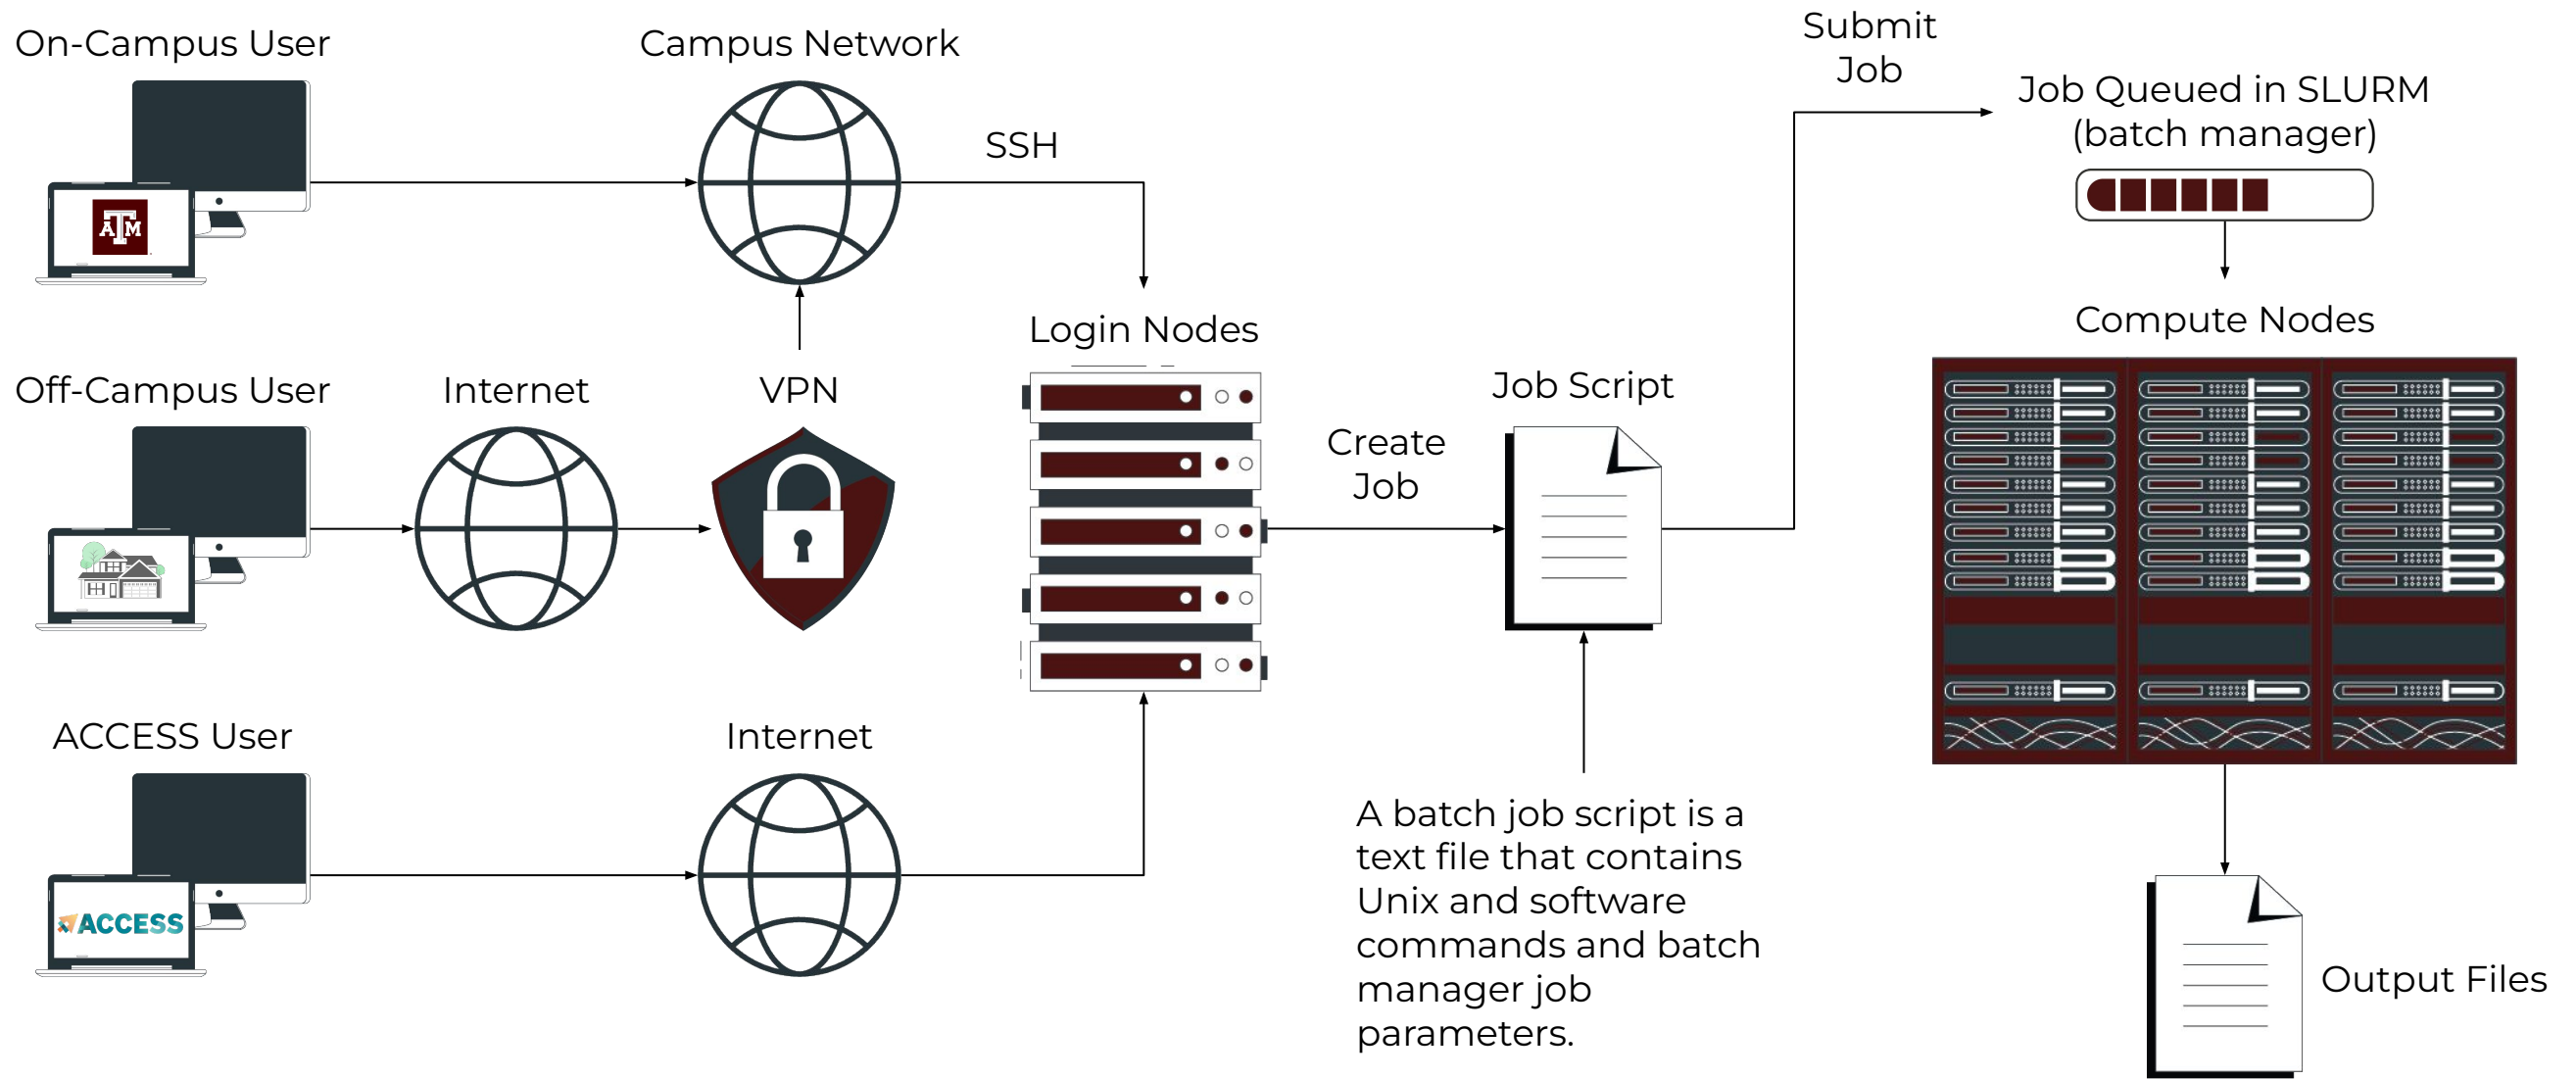 On-Campus User
Campus Network
SSH
Submit
Job
Job Queued in SLURM
(batch manager)
ATM
Login Nodes
Compute Nodes
Off-Campus User
Internet
VPN
Create
Job
Job Script
ACCESS User
Internet
ACCESS
A batch job script is a
text file that contains
Unix and software
commands and batch
manager job
parameters.
Output Files